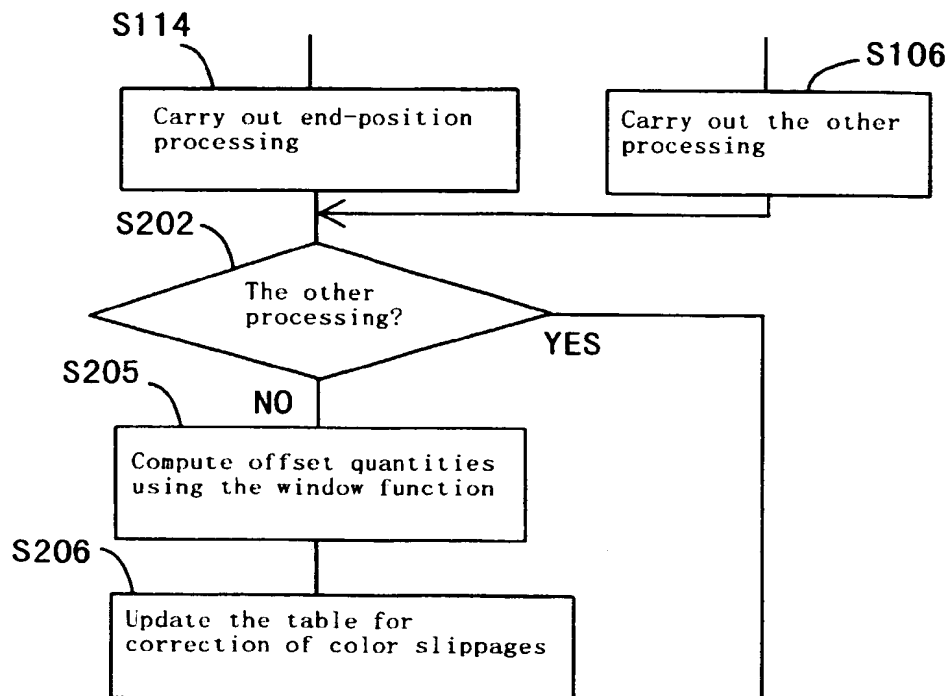 S114
Carry out end-position
processing
S106
Carry out the other
processing
S202
The other
processing?
YES
NO
S205
Compute offset quantities
using the window function
S206
Update the table for
correction of color slippages